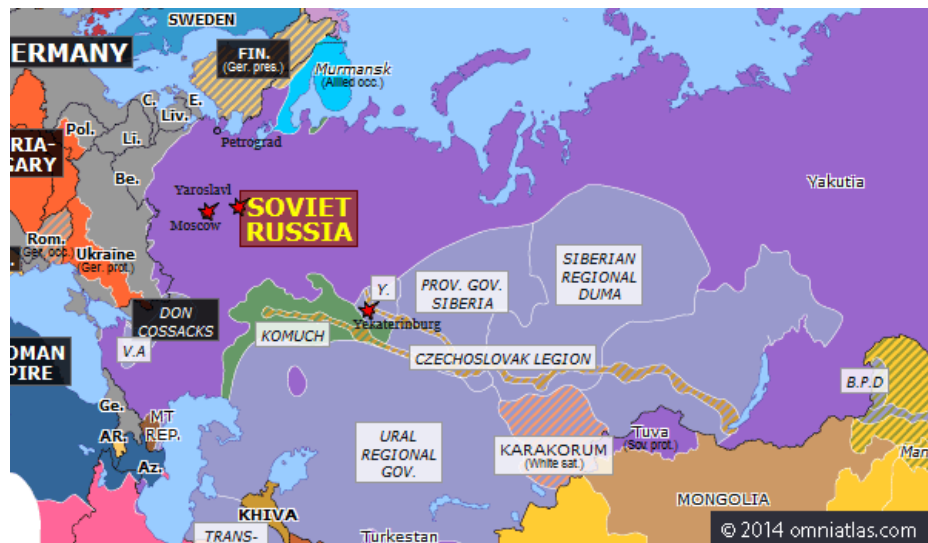 SWEDEN
ERMANY
FIN.
(Ger. pres.)
Murmansk
(Allied occ.)
C.
E.
Liv.
Pol.
Li.
Petrograd
RIA-
GARY
Be.
Yaroslavl
Moscow
SOVIET
RUSSIA
Yakutia
Rom.
(Ger. occ.)
Ukraine
(Ger. prot.)
DON
COSSACKS
V.A
KOMUCH
Y.
Yekaterinburg
PROV. GOV.
SIBERIA
SIBERIAN
REGIONAL
DUMA
CZECHOSLOVAK LEGION
OMAN
PIRE
B.P.D
Ge.
AR.
MT
REP.
Az.
URAL
REGIONAL
GOV.
KARAKORUM
(White sat.)
Tuva
(Sov. prot.)
Man
MONGOLIA
KHIVA
TRANS-
Turkestan
© 2014 omniatlas.com